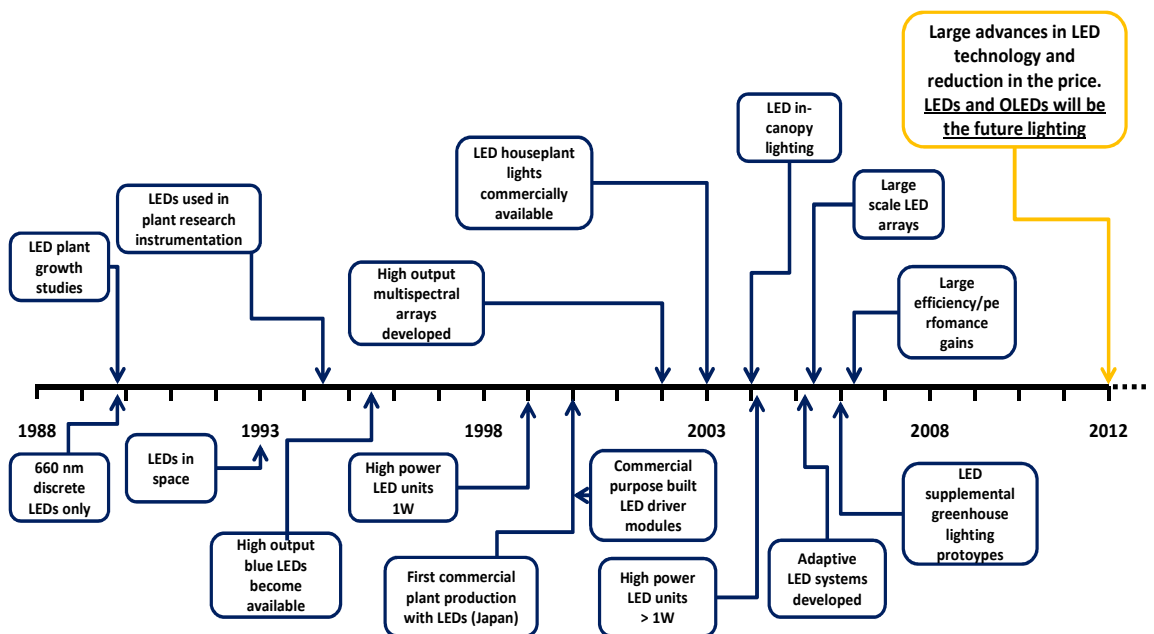 Large advances in LED
technology and
reduction in the price.
LEDs and OLEDs will be
the future lighting
LED in-
canopy
lighting
LED houseplant
lights
commercially
available
Large
scale LED
arrays
LEDs used in
plant research
instrumentation
LED plant
growth
studies
High output
multispectral
arrays
developed
Large
efficiency/pe
rfomance
gains
1988
1993
1998
2003
2008
2012
660 nm
discrete
LEDs only
LEDs in
space
High output
blue LEDs
become
available
High power
LED units
1W
First commercial
plant production
with LEDs (Japan)
Commercial
purpose built
LED driver
modules
High power
LED units
> 1W
Adaptive
LED systems
developed
LED
supplemental
greenhouse
lighting
protoypes